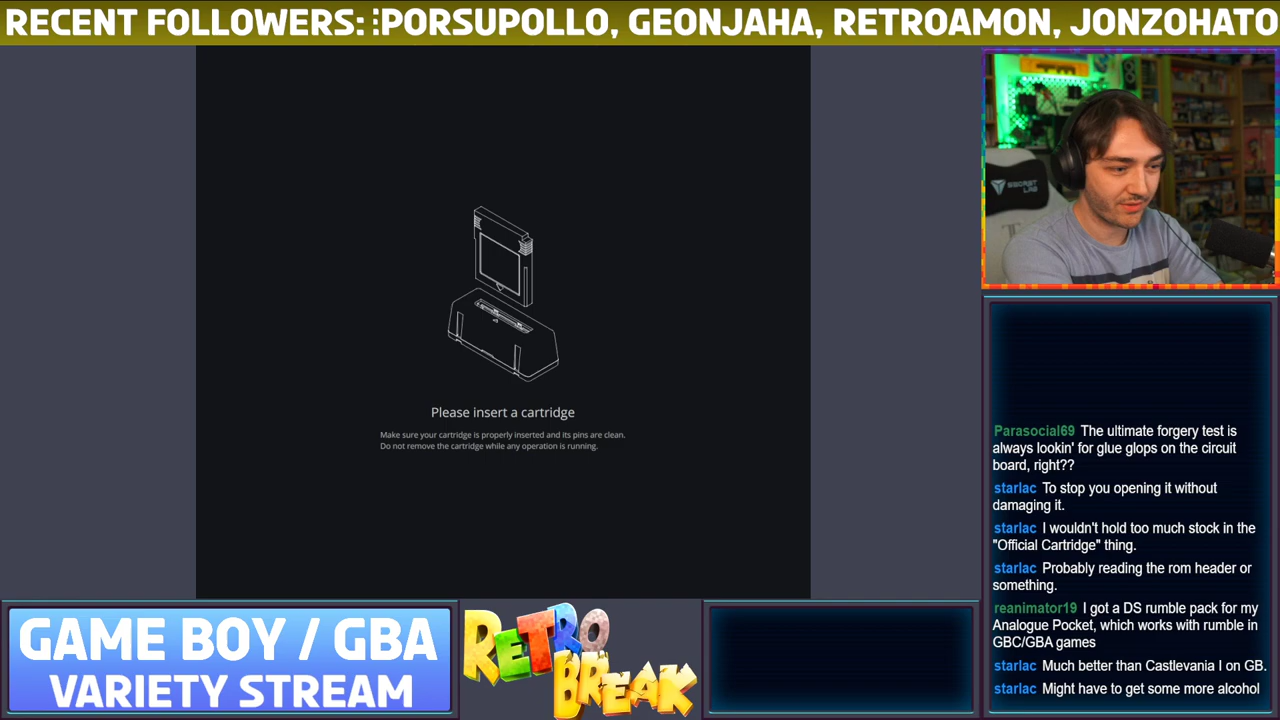 RECENT FOLLOWERS: :PORSUPOLLO, GEONJAHA, RETROAMON, JONZOHATO
SECRET
LAB
Please insert a cartridge
Make sure your cartridge is properly inserted and its pins are clean.
Do not remove the cartridge while any operation is running.
Parasocial69 The ultimate forgery test is
always lookin' for glue glops on the circuit
board, right??
starlac To stop you opening it without
damaging it.
starlac I wouldn't hold too much stock in the
"Official Cartridge" thing.
starlac Probably reading the rom header or
something.
reanimator19 I got a DS rumble pack for my
Analogue Pocket, which works with rumble in
GBC/GBA games
starlac Much better than Castlevania I on GB.
starlac Might have to get some more alcohol
GAME BOY / GBA
VARIETY STREAM
RETRO
BREAK